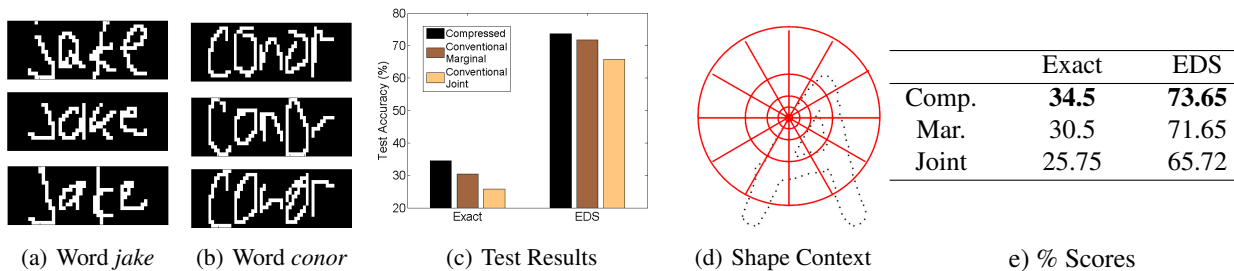 jake
jake
jake
conor
conor
conor
Test Accuracy (%)
80
70
60
50
40
30
20
Compressed
Conventional
Marginal
Conventional
Joint
Exact EDS
Exact EDS
Comp. 34.5 73.65
Mar. 30.5 71.65
Joint 25.75 65.72
(a) Word jake (b) Word conor (c) Test Results (d) Shape Context e) % Scores